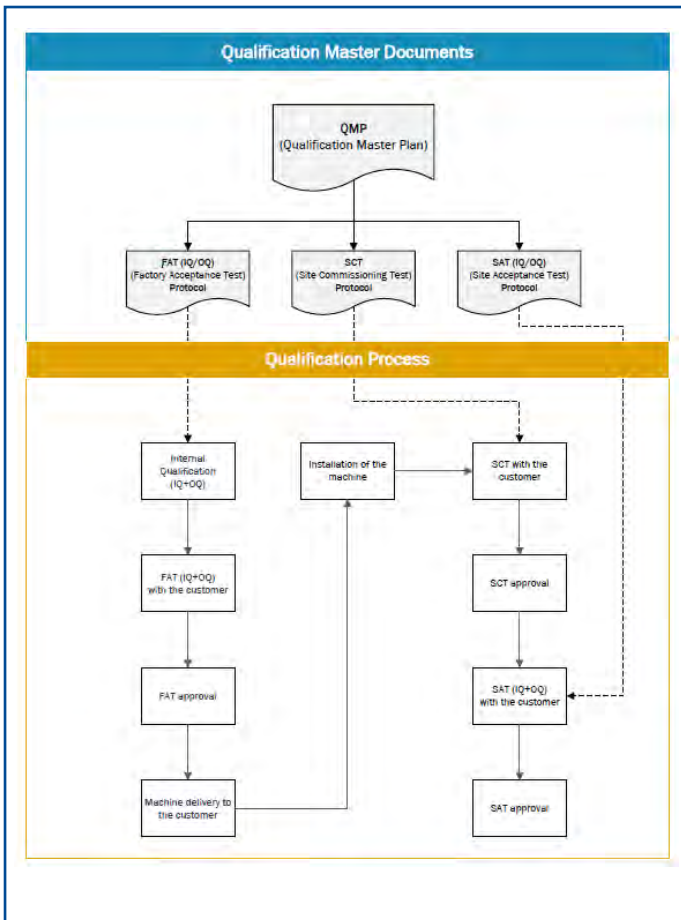 Qualification Master Documents
QMP
(Qualification Master Plan)
FAT (IQ/OQ)
(Factory Acceptance Test)
Protocol
SCT
(Site Commissioning Test)
Protocol
SAT (IQ/OQ)
(Site Acceptance Test)
Protocol
Qualification Process
Internal
Qualification
(IQ+OQ)
Installation of the
machine
SCT with the
customer
FAT (IQ+OQ)
with the customer
SCT approval
FAT approval
SAT (IQ+OQ)
with the customer
Machine delivery to
the customer
SAT approval